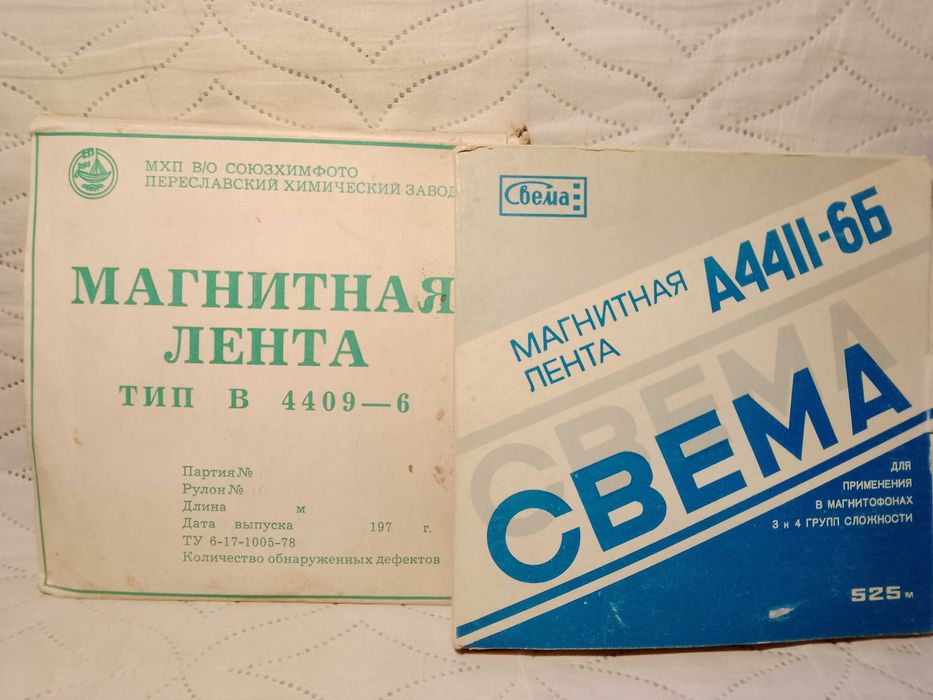 МХП В/О СОЮЗХИМФОТО
ПЕРЕСЛАВСКИЙ ХИМИЧЕСКИЙ ЗАВОД
МАГНИТНАЯ
ЛЕНТА
ТИП В 4409—6
Партия №
Рулон №
Длина м
Дата выпуска 197 г.
ТУ 6-17-1005-78
Количество обнаруженных дефектов
Свема
МАГНИТНАЯ
ЛЕНТА
А4411-6Б
СВЕМА
СВЕМА
ДЛЯ
ПРИМЕНЕНИЯ
В МАГНИТОФОНАХ
3 и 4 ГРУПП СЛОЖНОСТИ
525 м